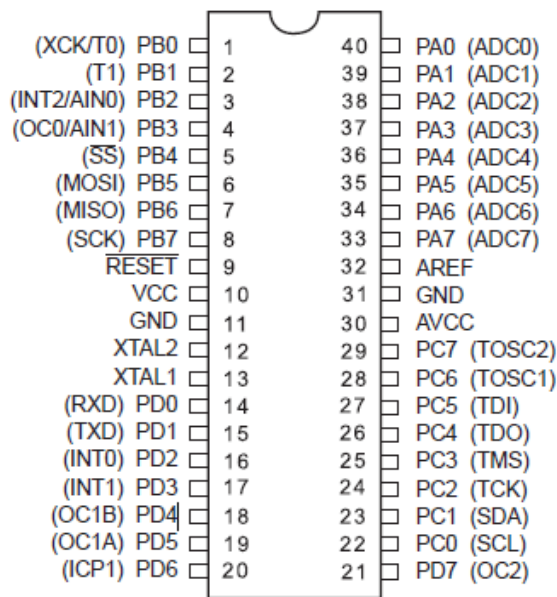 (XCK/T0) PB0 1 40 PA0 (ADC0)
(T1) PB1 2 39 PA1 (ADC1)
(INT2/AIN0) PB2 3 38 PA2 (ADC2)
(OC0/AIN1) PB3 4 37 PA3 (ADC3)
(S̅S̅) PB4 5 36 PA4 (ADC4)
(MOSI) PB5 6 35 PA5 (ADC5)
(MISO) PB6 7 34 PA6 (ADC6)
(SCK) PB7 8 33 PA7 (ADC7)
R̅E̅S̅E̅T̅ 9 32 AREF
VCC 10 31 GND
GND 11 30 AVCC
XTAL2 12 29 PC7 (TOSC2)
XTAL1 13 28 PC6 (TOSC1)
(RXD) PD0 14 27 PC5 (TDI)
(TXD) PD1 15 26 PC4 (TDO)
(INT0) PD2 16 25 PC3 (TMS)
(INT1) PD3 17 24 PC2 (TCK)
(OC1B) PD4 18 23 PC1 (SDA)
(OC1A) PD5 19 22 PC0 (SCL)
(ICP1) PD6 20 21 PD7 (OC2)